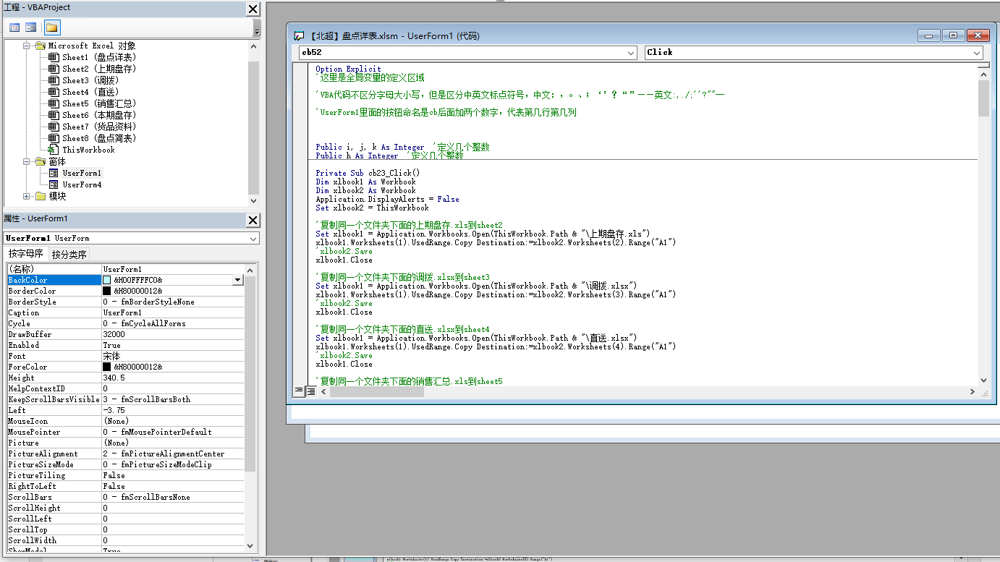 工程 - VBAProject
Microsoft Excel 对象
Sheet1 (盘点详表)
Sheet2 (上期盘存)
Sheet3 (调拨)
Sheet4 (直送)
Sheet5 (销售汇总)
Sheet6 (本期盘存)
Sheet7 (货品资料)
Sheet8 (盘点简表)
ThisWorkbook
窗体
UserForm1
UserForm4
模块
属性 - UserForm1
UserForm1 UserForm
按字母序 按分类序
(名称) UserForm1
BackColor &H00FFFFC0&
BorderColor &H80000012&
BorderStyle 0 - fmBorderStyleNone
Caption UserForm1
Cycle 0 - fmCycleAllForms
DrawBuffer 32000
Enabled True
Font 宋体
ForeColor &H80000012&
Height 340.5
HelpContextID 0
KeepScrollBarsVisible 3 - fmScrollBarsBoth
Left -3.75
MouseIcon (None)
MousePointer 0 - fmMousePointerDefault
Picture (None)
PictureAlignment 2 - fmPictureAlignmentCenter
PictureSizeMode 0 - fmPictureSizeModeClip
PictureTiling False
RightToLeft False
ScrollBars 0 - fmScrollBarsNone
ScrollHeight 0
ScrollLeft 0
ScrollTop 0
ScrollWidth 0
ShowModal True
【北超】盘点详表.xlsm - UserForm1 (代码)
cb52 Click
Option Explicit
'这里是全局变量的定义区域
'VBA代码不区分字母大小写，但是区分中英文标点符号，中文：，。、；‘’？“”——英文:,./;''?""—
'UserForm1里面的按钮命名是cb后面加两个数字，代表第几行第几列
Public i, j, k As Integer '定义几个整数
Public h As Integer '定义几个整数
Private Sub cb23_Click()
Dim xlbook1 As Workbook
Dim xlbook2 As Workbook
Application.DisplayAlerts = False
Set xlbook2 = ThisWorkbook
'复制同一个文件夹下面的上期盘存.xls到sheet2
Set xlbook1 = Application.Workbooks.Open(ThisWorkbook.Path & "\上期盘存.xls")
xlbook1.Worksheets(1).UsedRange.Copy Destination:=xlbook2.Worksheets(2).Range("A1")
'xlbook2.Save
xlbook1.Close
'复制同一个文件夹下面的调拨.xlsx到sheet3
Set xlbook1 = Application.Workbooks.Open(ThisWorkbook.Path & "\调拨.xlsx")
xlbook1.Worksheets(1).UsedRange.Copy Destination:=xlbook2.Worksheets(3).Range("A1")
'xlbook2.Save
xlbook1.Close
'复制同一个文件夹下面的直送.xlsx到sheet4
Set xlbook1 = Application.Workbooks.Open(ThisWorkbook.Path & "\直送.xlsx")
xlbook1.Worksheets(1).UsedRange.Copy Destination:=xlbook2.Worksheets(4).Range("A1")
'xlbook2.Save
xlbook1.Close
'复制同一个文件夹下面的销售汇总.xls到sheet5